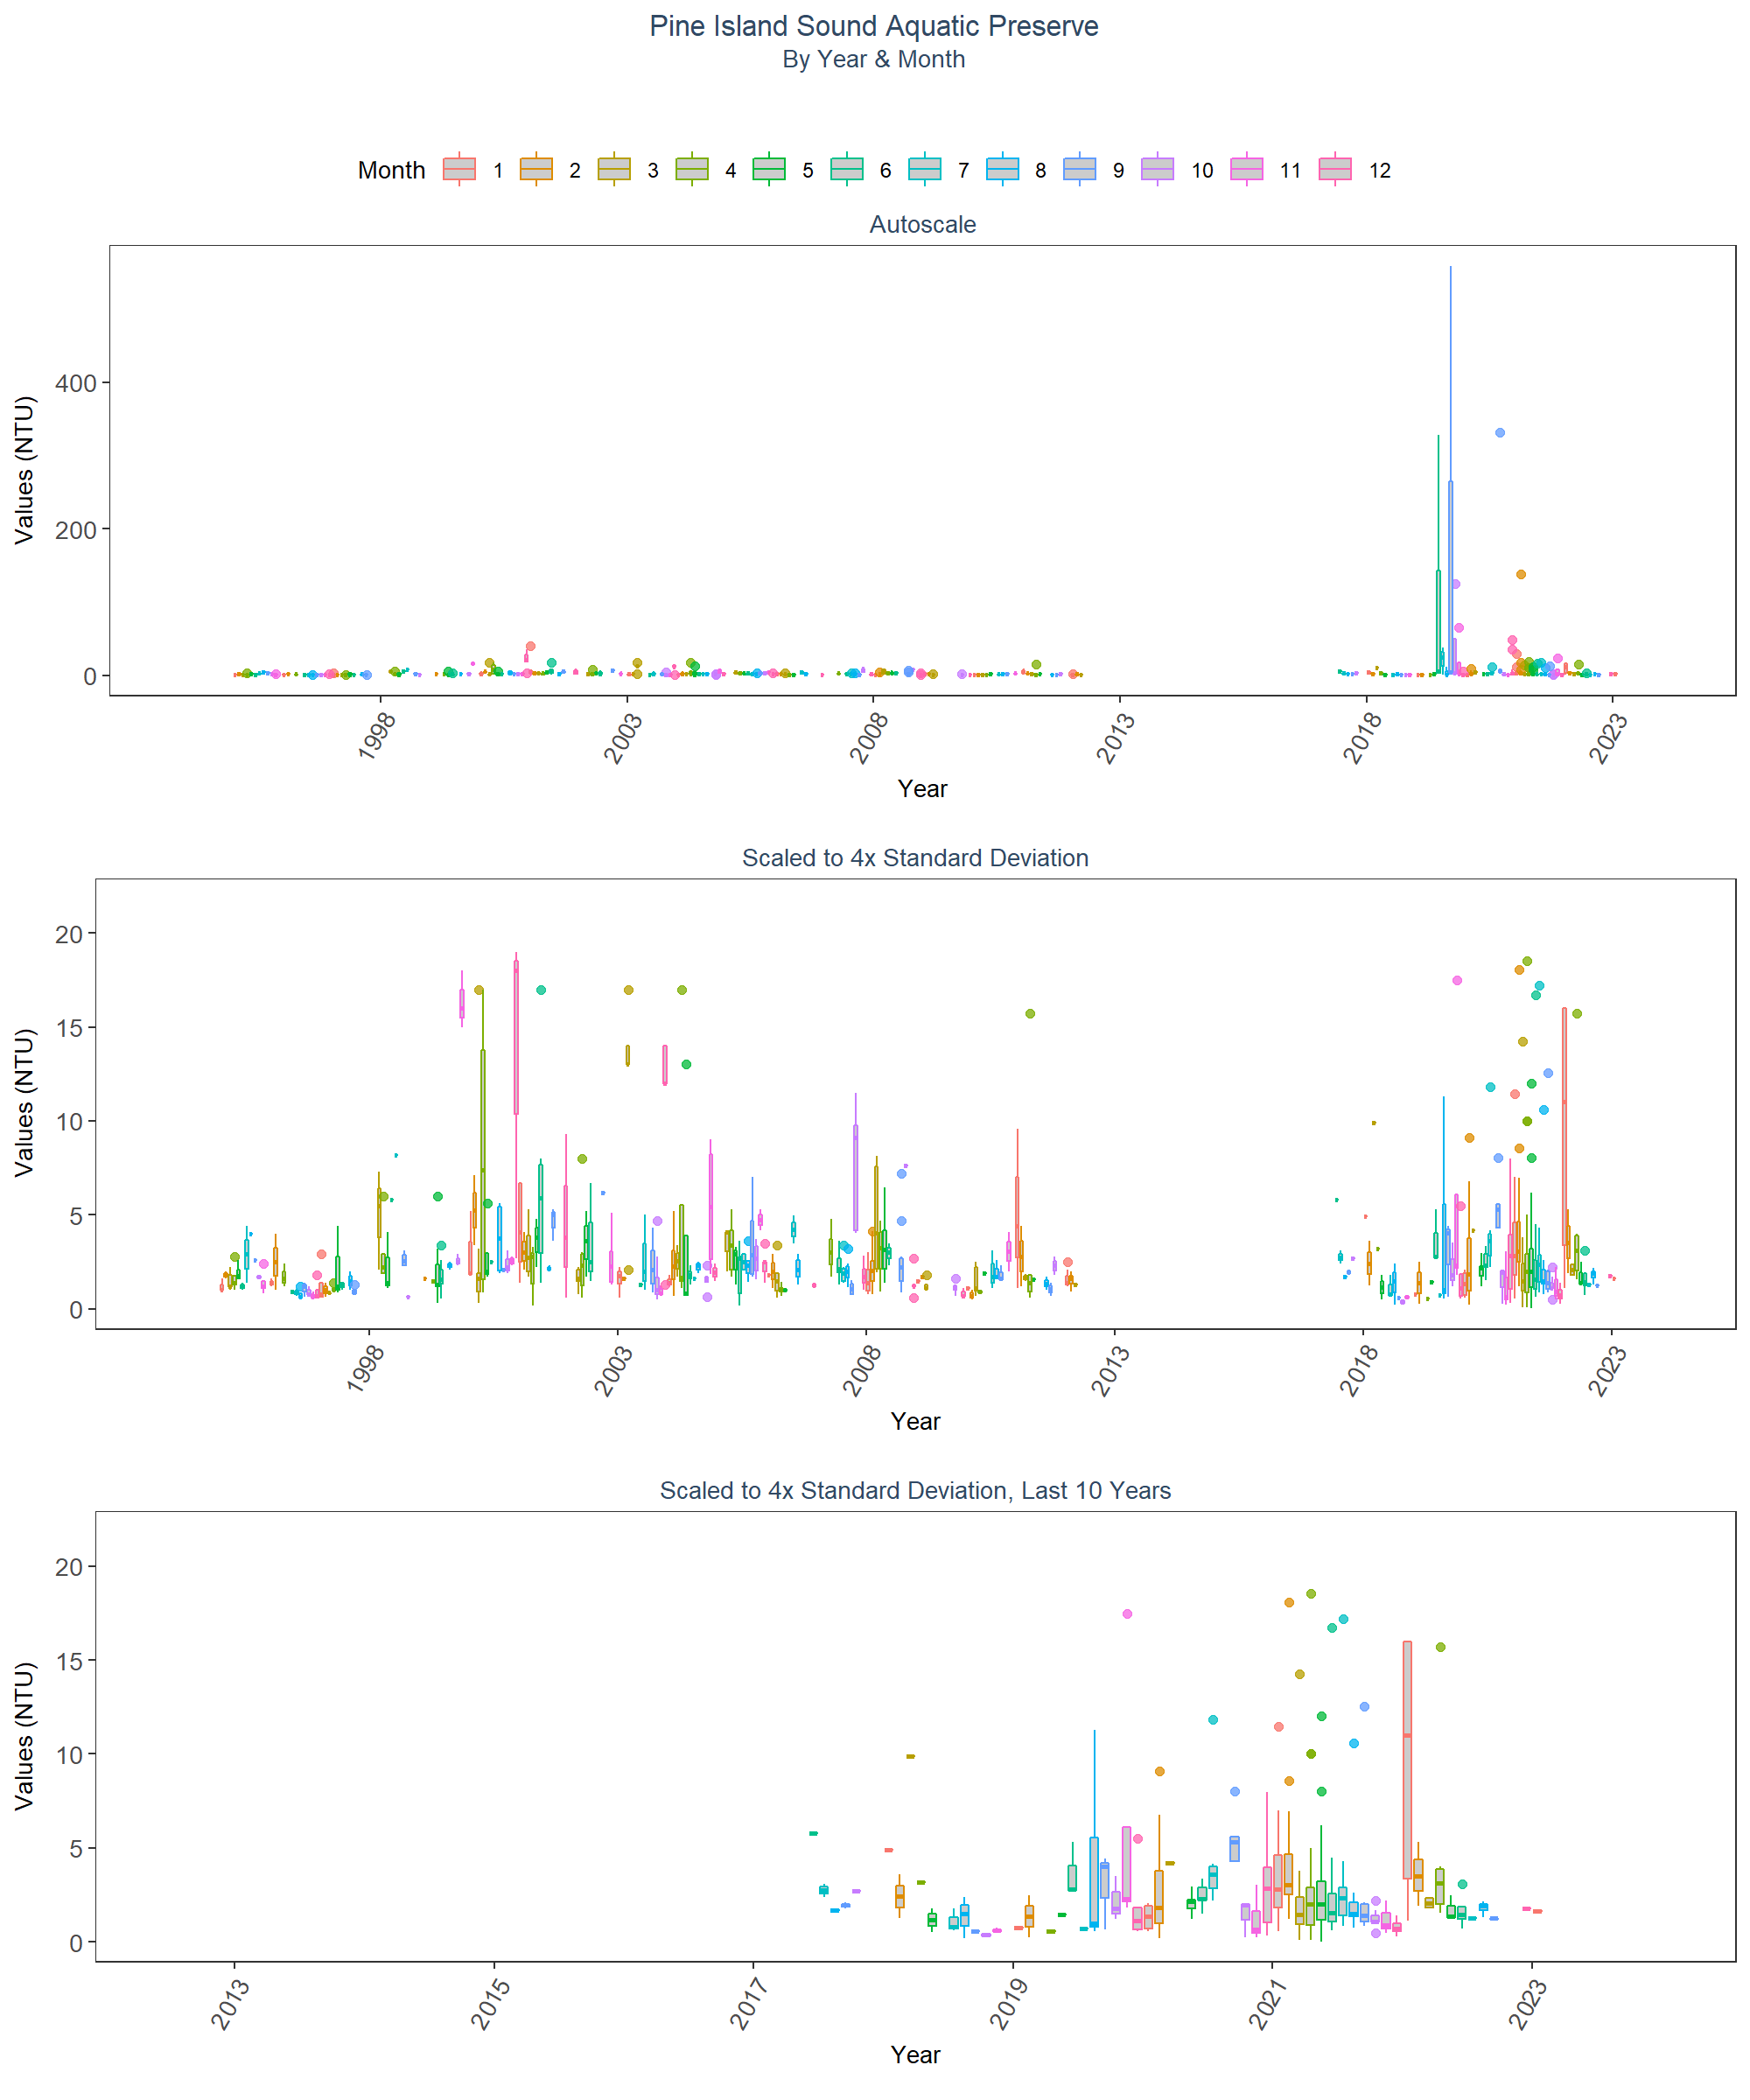 Pine Island Sound Aquatic Preserve
By Year & Month
Month 1 2 3 4 5 6 7 8 9 10 11 12
Autoscale
Values (NTU)
400
200
0
1998 2003 2008 2013 2018 2023
Year
Scaled to 4x Standard Deviation
Values (NTU)
20
15
10
5
0
1998 2003 2008 2013 2018 2023
Year
Scaled to 4x Standard Deviation, Last 10 Years
Values (NTU)
20
15
10
5
0
2013 2015 2017 2019 2021 2023
Year